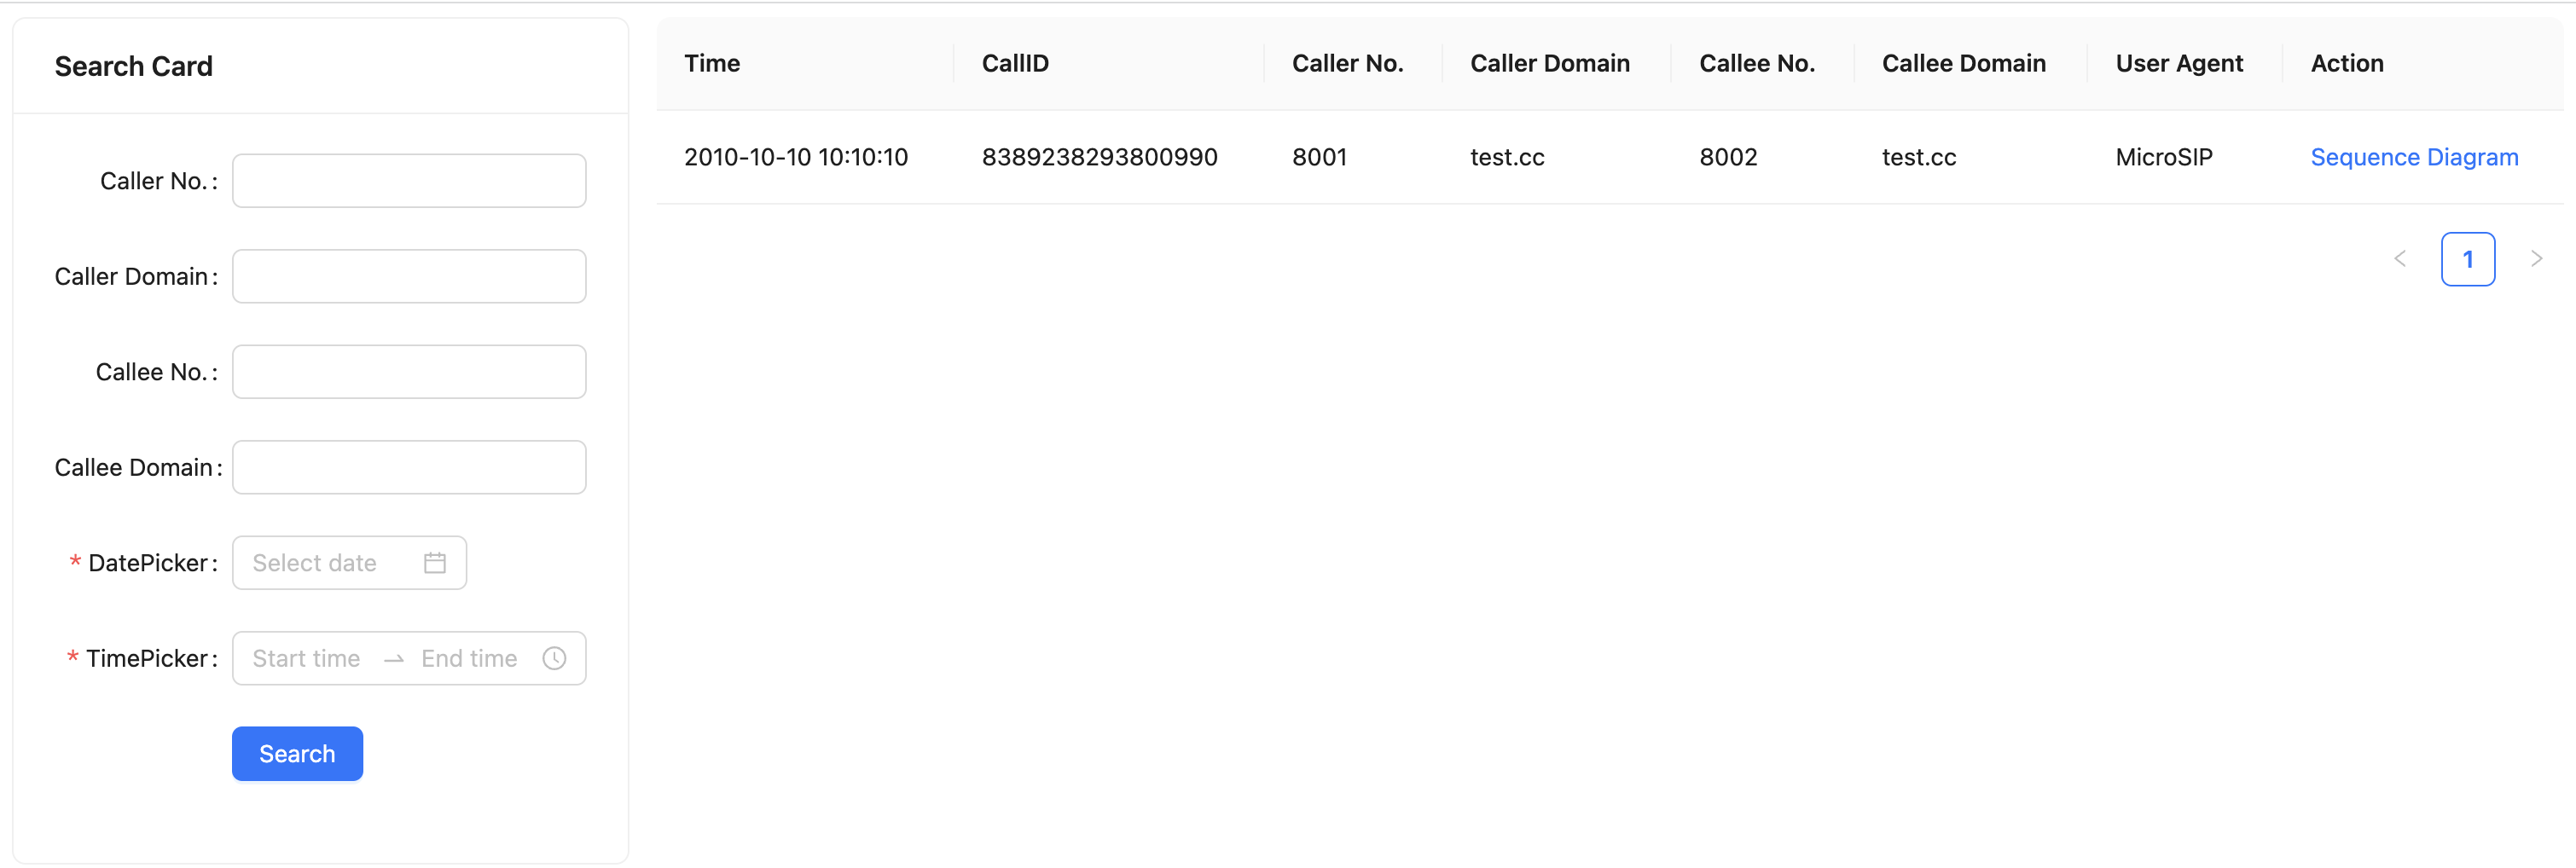 Search Card
Caller No. :
Caller Domain :
Callee No. :
Callee Domain :
* DatePicker : Select date
* TimePicker : Start time → End time
Search
Time CallID Caller No. Caller Domain Callee No. Callee Domain User Agent Action
2010-10-10 10:10:10 8389238293800990 8001 test.cc 8002 test.cc MicroSIP Sequence Diagram
< 1 >